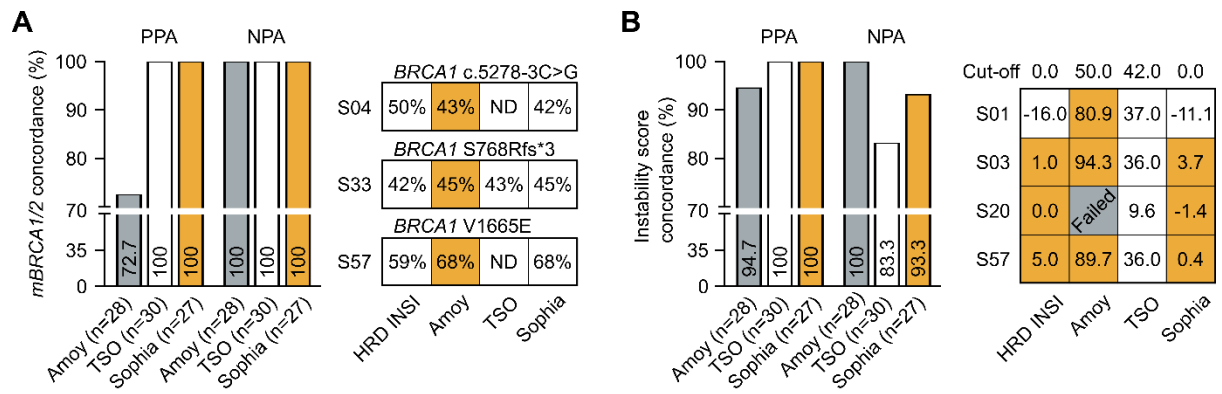 A
PPA NPA
mBRCA1/2 concordance (%)
100
90
80
70
70
35
0
72.7
100
100
100
100
100
Amoy (n=28)
TSO (n=30)
Sophia (n=27)
Amoy (n=28)
TSO (n=30)
Sophia (n=27)
BRCA1 c.5278-3C>G
S04 50% 43% ND 42%
BRCA1 S768Rfs*3
S33 42% 45% 43% 45%
BRCA1 V1665E
S57 59% 68% ND 68%
HRD INSI
Amoy
TSO
Sophia
B
PPA NPA
Instability score
concordance (%)
100
90
80
70
70
35
0
94.7
100
100
100
83.3
93.3
Amoy (n=28)
TSO (n=30)
Sophia (n=27)
Amoy (n=28)
TSO (n=30)
Sophia (n=27)
Cut-off 0.0 50.0 42.0 0.0
S01 -16.0 80.9 37.0 -11.1
S03 1.0 94.3 36.0 3.7
S20 0.0 Failed 9.6 -1.4
S57 5.0 89.7 36.0 0.4
HRD INSI
Amoy
TSO
Sophia